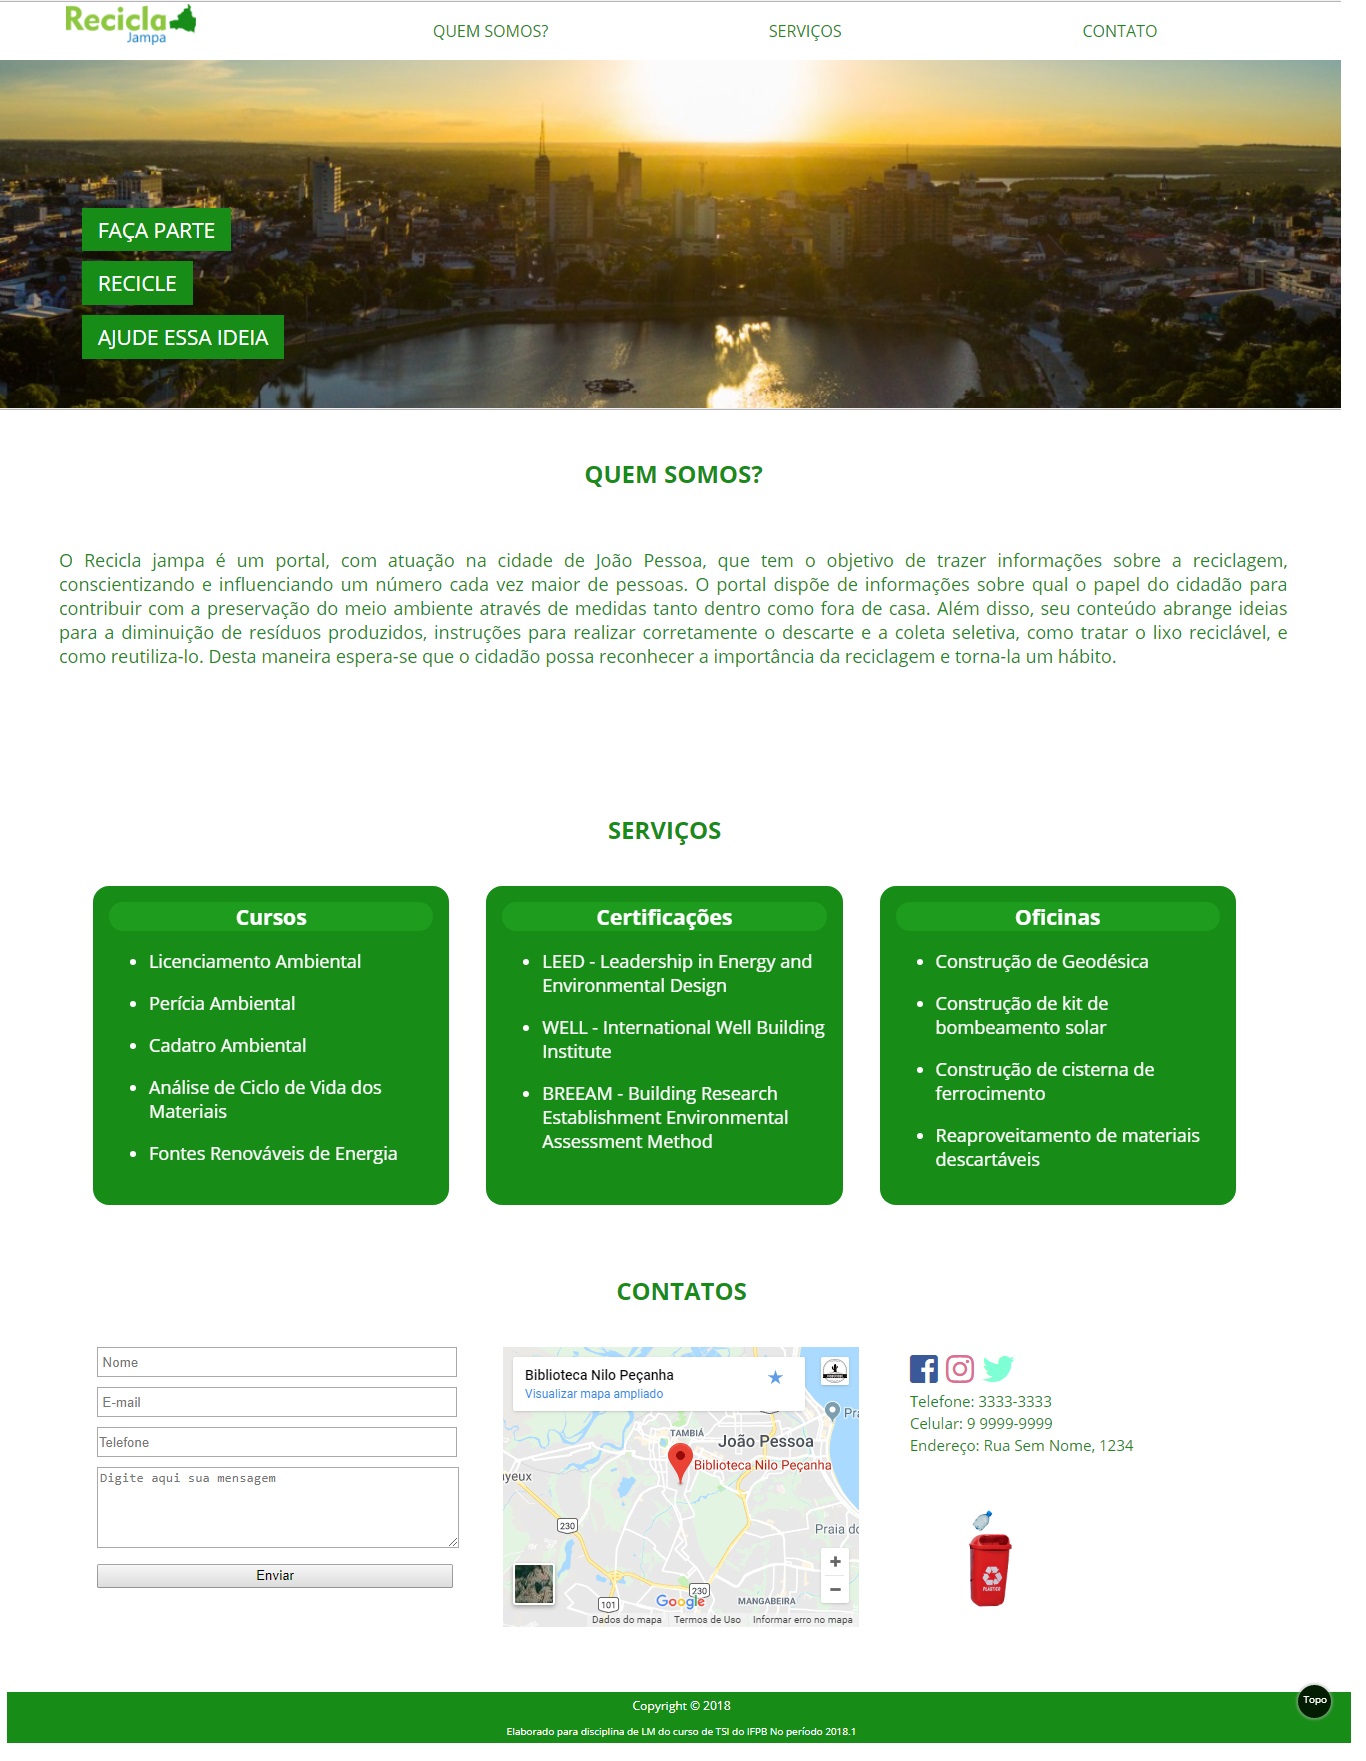 Recicla
Jampa
QUEM SOMOS?
SERVIÇOS
CONTATO
FAÇA PARTE
RECICLE
AJUDE ESSA IDEIA
QUEM SOMOS?
O Recicla jampa é um portal, com atuação na cidade de João Pessoa, que tem o objetivo de trazer informações sobre a reciclagem,
conscientizando e influenciando um número cada vez maior de pessoas. O portal dispõe de informações sobre qual o papel do cidadão para
contribuir com a preservação do meio ambiente através de medidas tanto dentro como fora de casa. Além disso, seu conteúdo abrange ideias
para a diminuição de resíduos produzidos, instruções para realizar corretamente o descarte e a coleta seletiva, como tratar o lixo reciclável, e
como reutiliza-lo. Desta maneira espera-se que o cidadão possa reconhecer a importância da reciclagem e torna-la um hábito.
SERVIÇOS
Cursos
• Licenciamento Ambiental
• Perícia Ambiental
• Cadatro Ambiental
• Análise de Ciclo de Vida dos
Materiais
• Fontes Renováveis de Energia
Certificações
• LEED - Leadership in Energy and
Environmental Design
• WELL - International Well Building
Institute
• BREEAM - Building Research
Establishment Environmental
Assessment Method
Oficinas
• Construção de Geodésica
• Construção de kit de
bombeamento solar
• Construção de cisterna de
ferrocimento
• Reaproveitamento de materiais
descartáveis
CONTATOS
Nome
E-mail
Telefone
Digite aqui sua mensagem
Enviar
Biblioteca Nilo Peçanha
Visualizar mapa ampliado
Pra
TAMBIÁ
João Pessoa
Biblioteca Nilo Peçanha
yeux
230
Praia do
230
101
Google
MANGABEIRA
Dados do mapa
Termos de Uso
Informar erro no mapa
Telefone: 3333-3333
Celular: 9 9999-9999
Endereço: Rua Sem Nome, 1234
PLÁSTICO
Topo
Copyright © 2018
Elaborado para disciplina de LM do curso de TSI do IFPB No período 2018.1